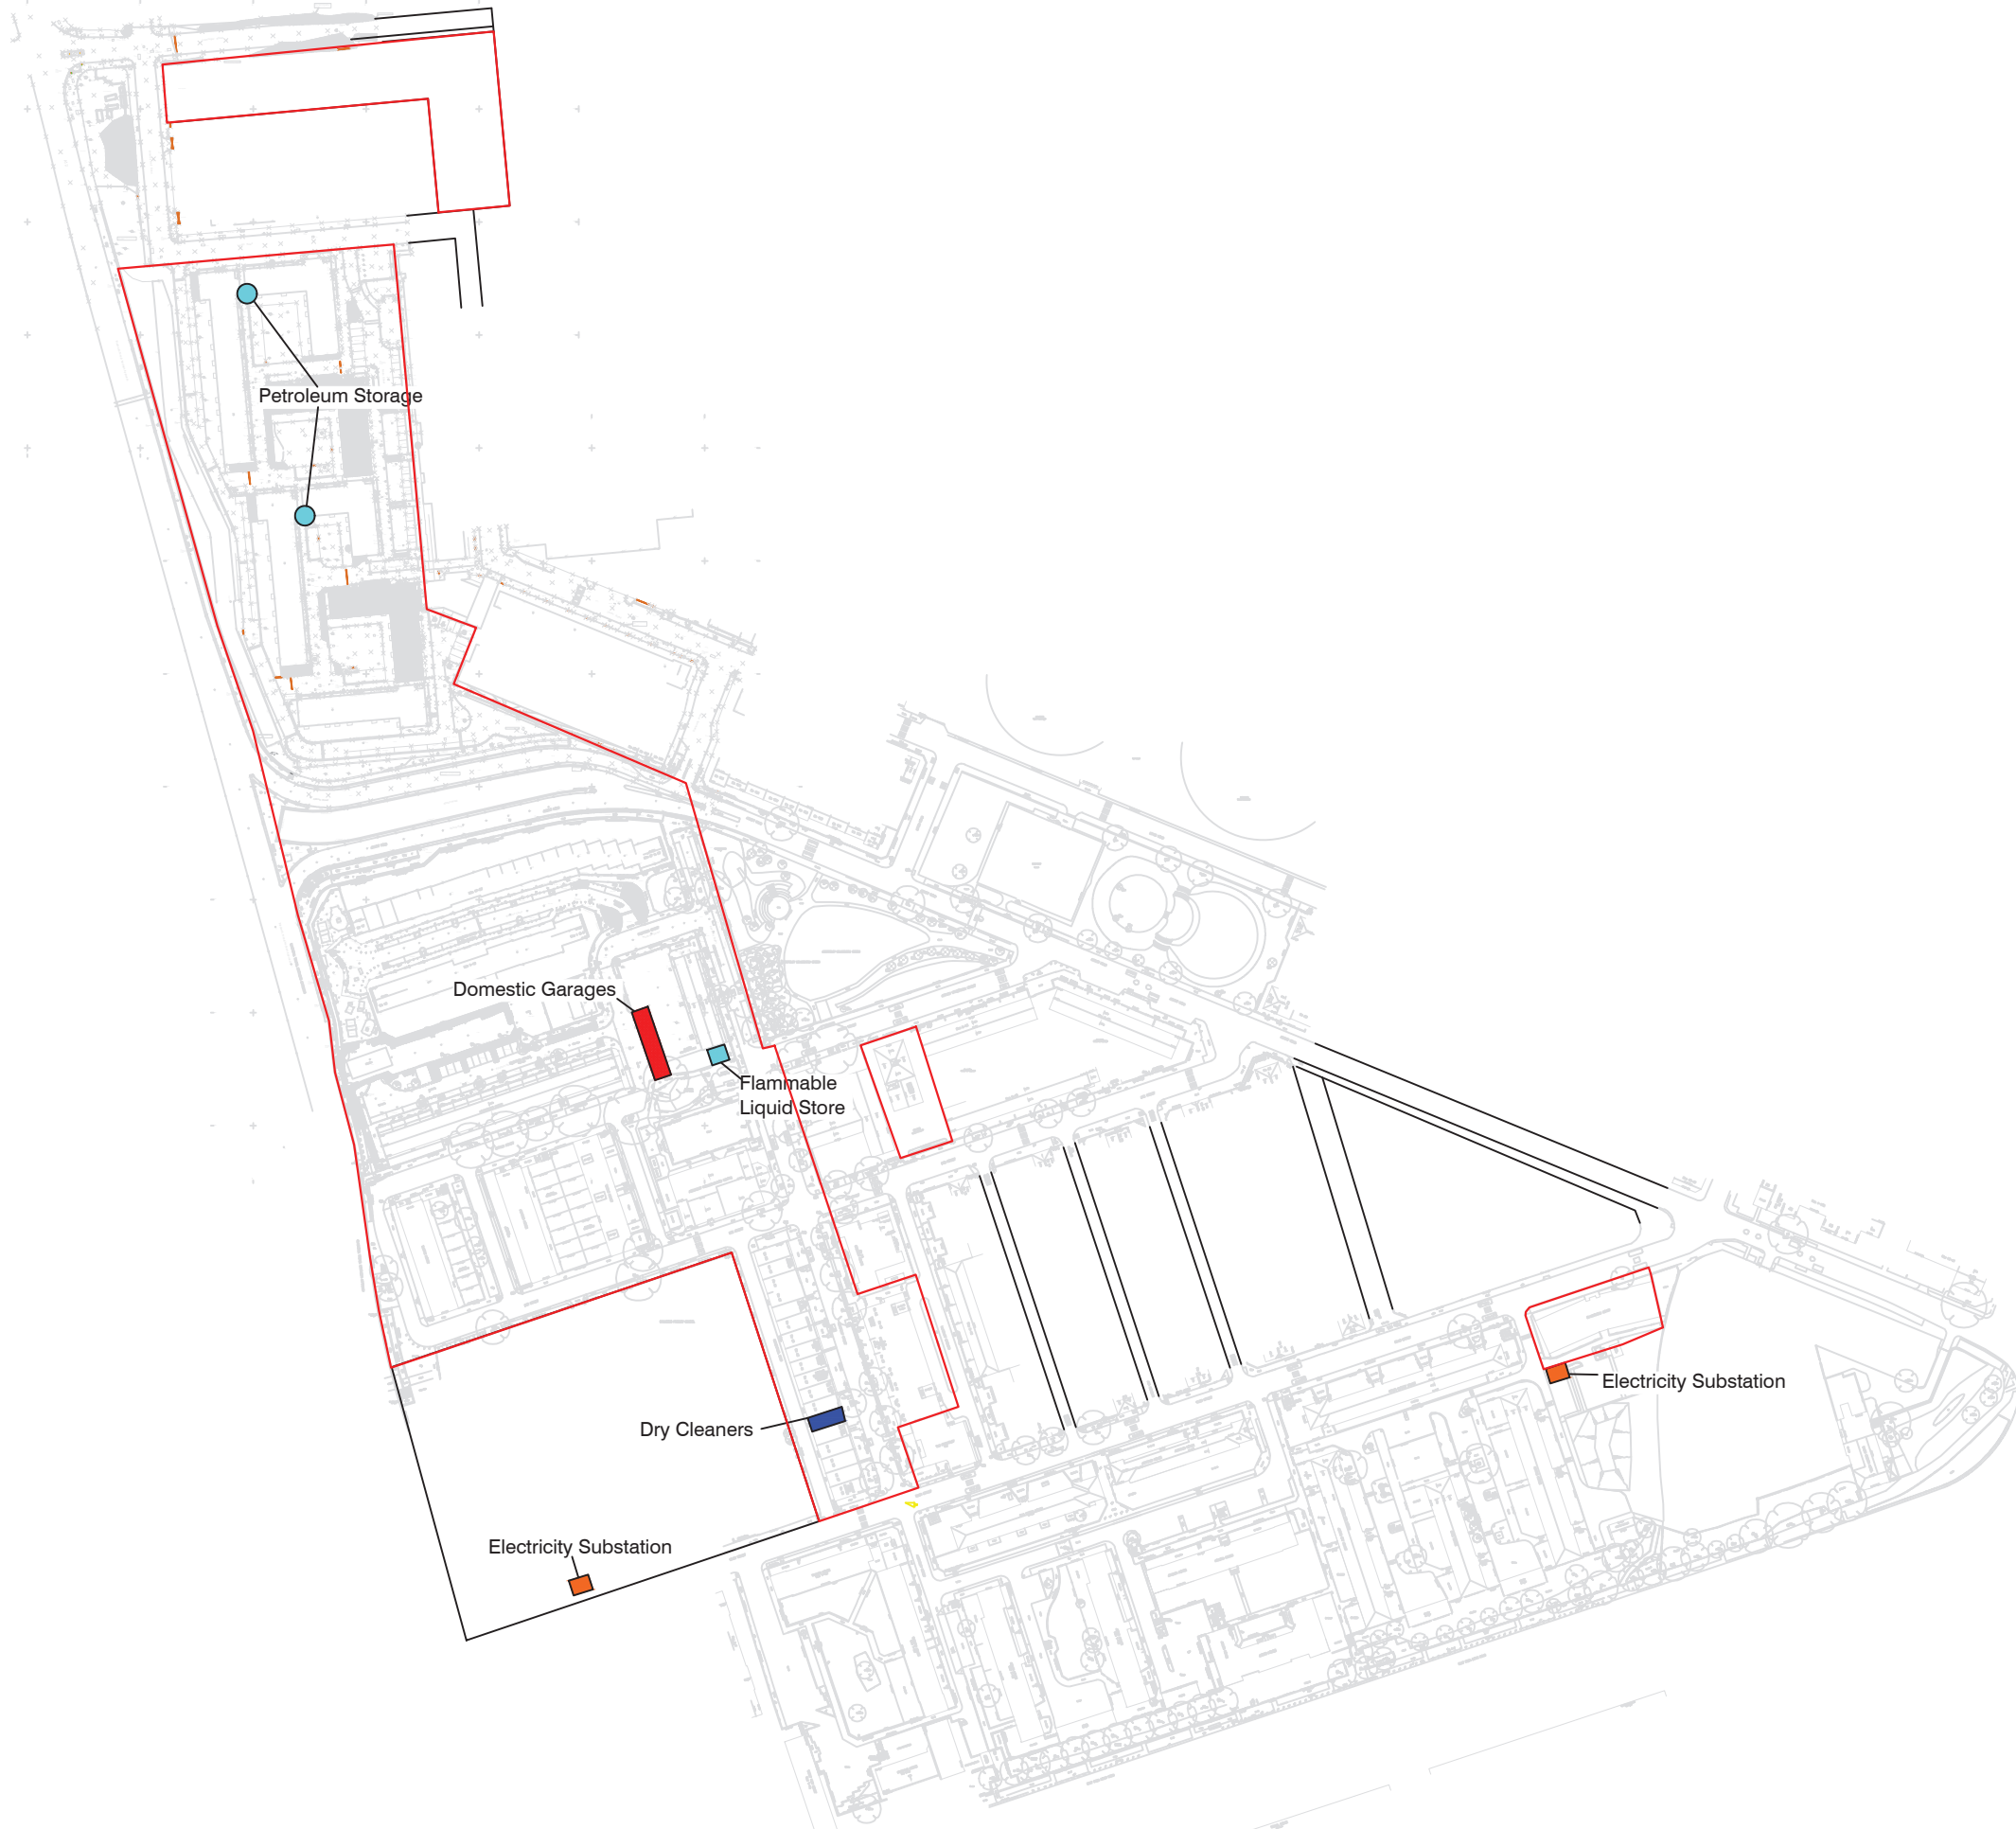 Petroleum Storage
Domestic Garages
Flammable
Liquid Store
Electricity Substation
Dry Cleaners
Electricity Substation